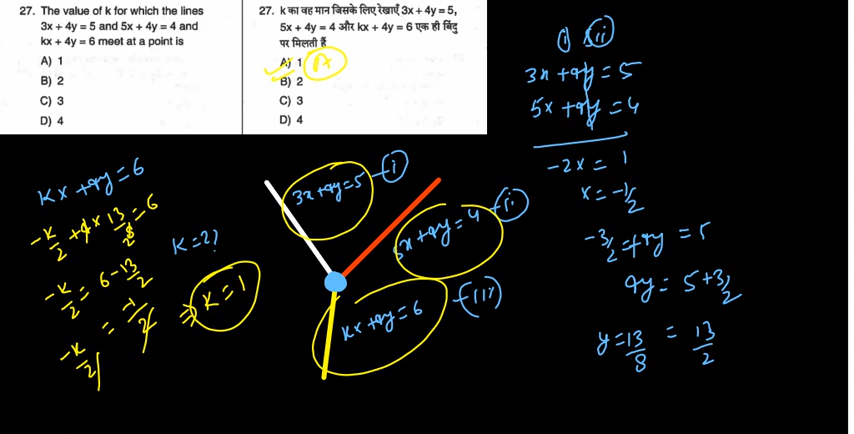 27. The value of k for which the lines
3x + 4y = 5 and 5x + 4y = 4 and
kx + 4y = 6 meet at a point is
A) 1
B) 2
C) 3
D) 4
27. k का वह मान जिसके लिए रेखाएँ 3x + 4y = 5,
5x + 4y = 4 और kx + 4y = 6 एक ही बिंदु
पर मिलती हैं
A) 1 A
B) 2
C) 3
D) 4
Kx + 4y = 6
-K/2 + 4 × 13/8 = 6
2
-K/2 = 6 - 13/2
-K/2 = -1/2
K = ??
⇒ K = 1
3x + 4y = 5 - (i)
5x + 4y = 4 - (ii)
Kx + 4y = 6 - (iii)
(i) (ii)
3x + 4y = 5
5x + 4y = 4
-2x = 1
x = -1/2
-3/2 + 4y = 5
4y = 5 + 3/2
y = 13/8 = 13/2